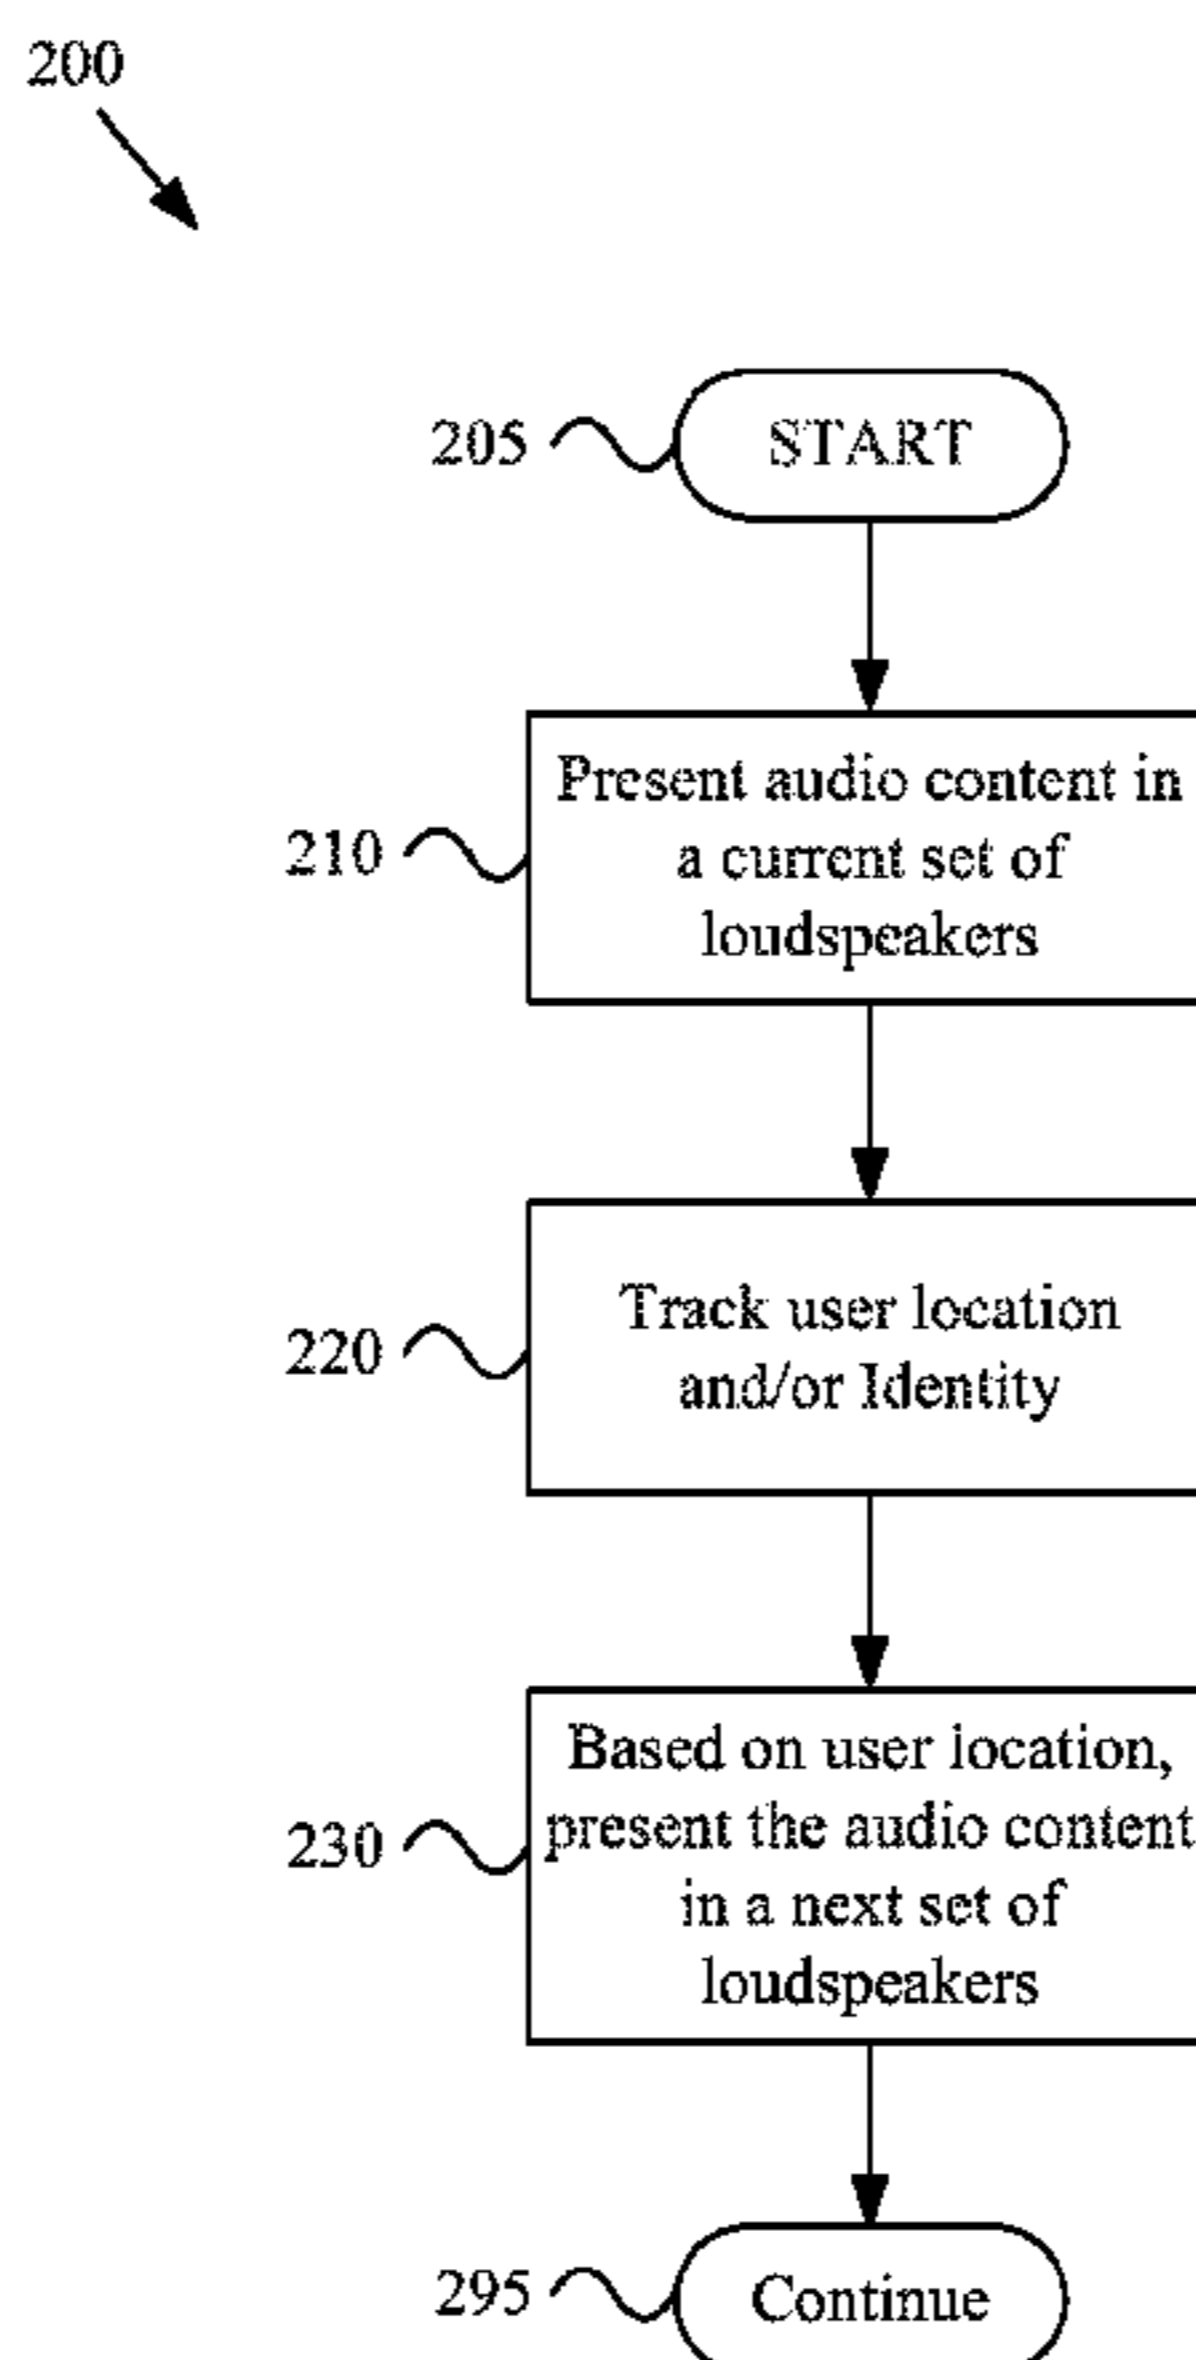 200
205 START
210 Present audio content in
a current set of
loudspeakers
220 Track user location
and/or Identity
230 Based on user location,
present the audio content
in a next set of
loudspeakers
295 Continue